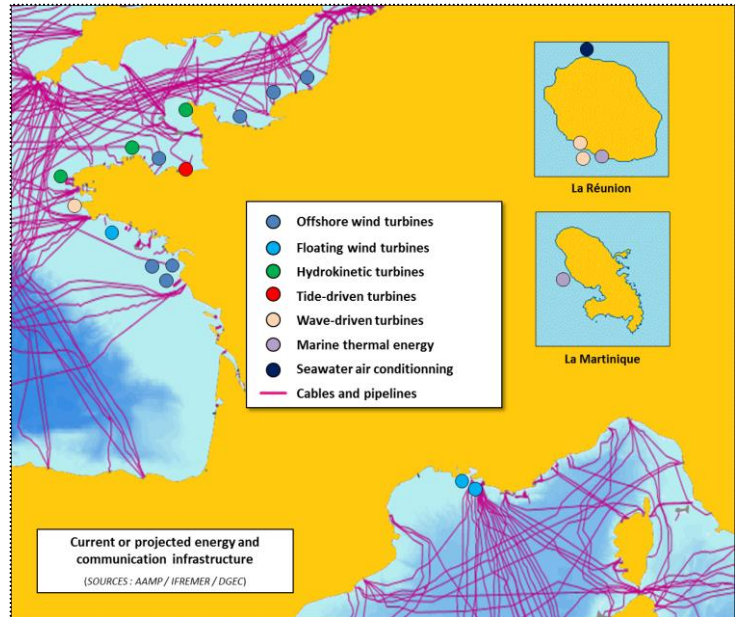 La Réunion
Offshore wind turbines
Floating wind turbines
Hydrokinetic turbines
Tide-driven turbines
Wave-driven turbines
Marine thermal energy
Seawater air conditionning
Cables and pipelines
La Martinique
Current or projected energy and
communication infrastructure
(SOURCES : AAMP / IFREMER / DGEC)